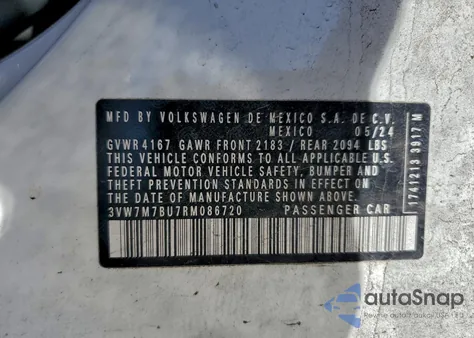 MFD BY VOLKSWAGEN DE MEXICO S.A. DE C.V.
MEXICO 05/24
GVWR 4167 GAWR FRONT 2183 / REAR 2094 LBS
THIS VEHICLE CONFORMS TO ALL APPLICABLE U.S.
FEDERAL MOTOR VEHICLE SAFETY, BUMPER AND
THEFT PREVENTION STANDARDS IN EFFECT ON
THE DATE OF MANUFACTURE SHOWN ABOVE.
3VW7M7BU7RM086720 PASSENGER CAR
1741213 3917 M
autoSnap